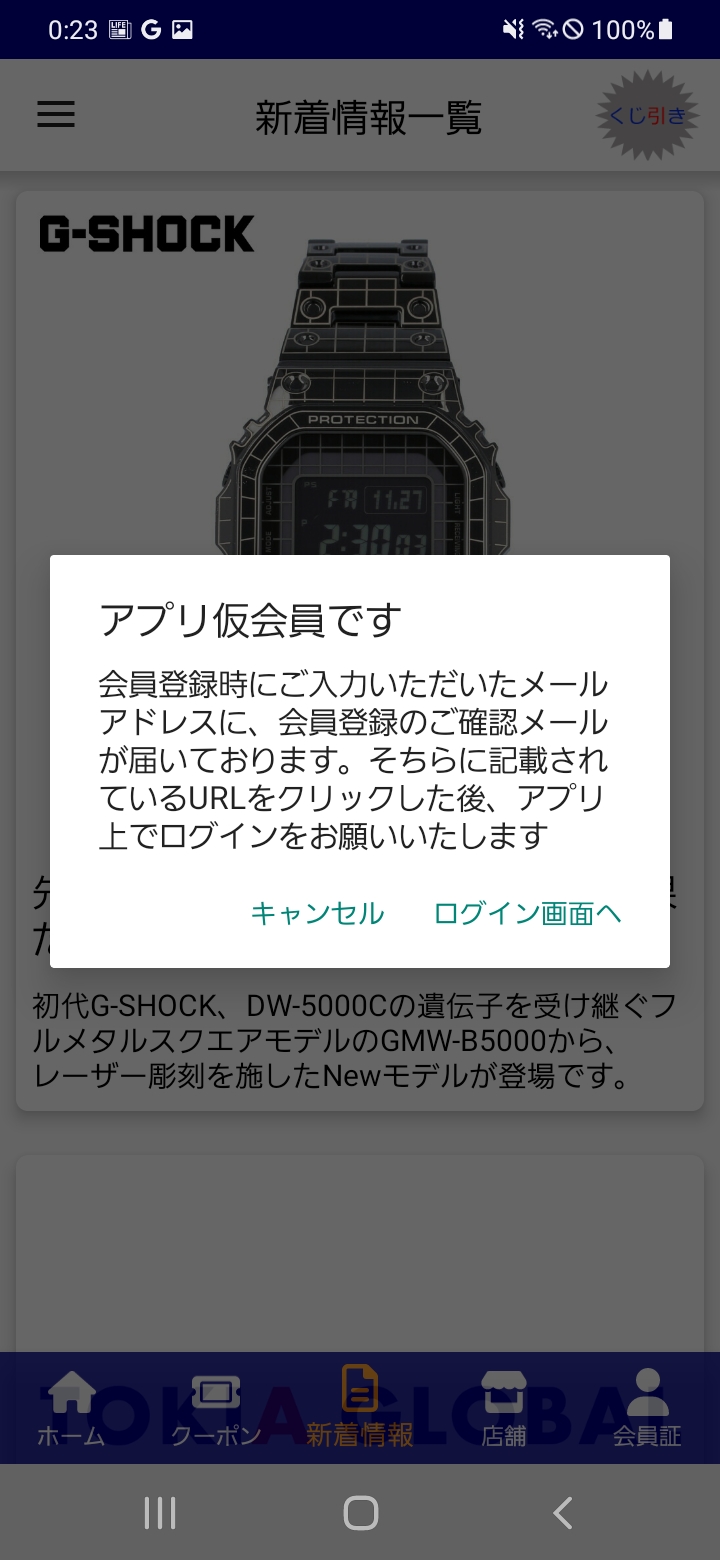 0:23
100%
新着情報一覧
くじ引き
G-SHOCK
PROTECTION
FR 11.27
2:30 03
アプリ仮会員です
会員登録時にご入力いただいたメール
アドレスに、会員登録のご確認メール
が届いております。そちらに記載され
ているURLをクリックした後、アプリ
上でログインをお願いいたします
キャンセル
ログイン画面へ
初代G-SHOCK、DW-5000Cの遺伝子を受け継ぐフ
ルメタルスクエアモデルのGMW-B5000から、
レーザー彫刻を施したNewモデルが登場です。
TOKIA GLOBAL
ホーム
クーポン
新着情報
店舗
会員証